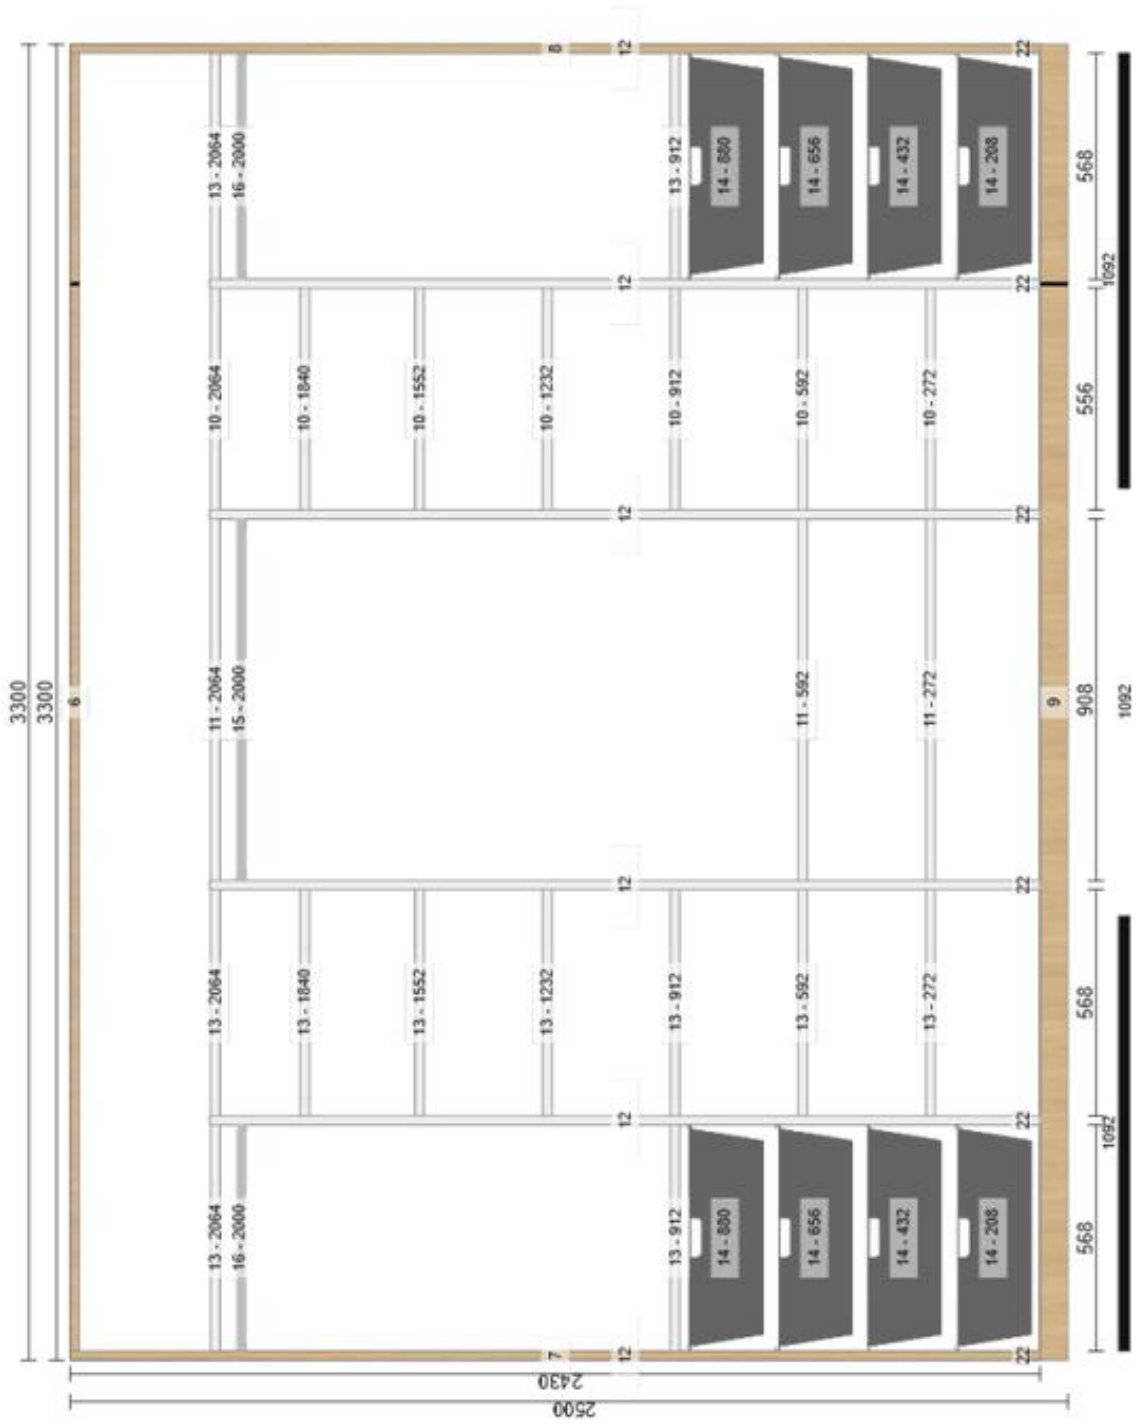 3300
3300
6
13 - 2064
13 - 2064
11 - 2064
10 - 2064
13 - 2064
16 - 2000
15 - 2000
16 - 2000
13 - 1840
10 - 1840
13 - 1552
10 - 1552
13 - 1232
10 - 1232
2500
2430
7
8
12
12
12
12
12
12
13 - 912
13 - 912
10 - 912
13 - 912
14 - 880
14 - 880
13 - 592
11 - 592
10 - 592
14 - 656
14 - 656
14 - 432
14 - 432
13 - 272
11 - 272
10 - 272
14 - 208
14 - 208
22
22
22
22
22
22
9
568
568
908
556
568
1092
1092
1092